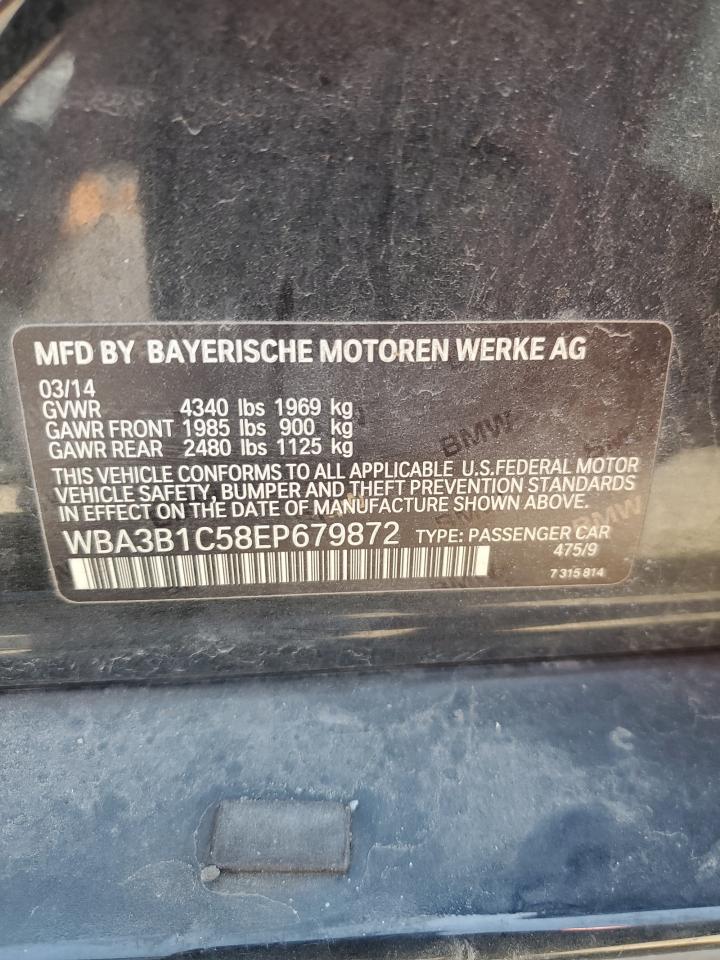 MFD BY BAYERISCHE MOTOREN WERKE AG
03/14
GVWR 4340 lbs 1969 kg
GAWR FRONT 1985 lbs 900 kg
GAWR REAR 2480 lbs 1125 kg
THIS VEHICLE CONFORMS TO ALL APPLICABLE U.S.FEDERAL MOTOR
VEHICLE SAFETY, BUMPER AND THEFT PREVENTION STANDARDS
IN EFFECT ON THE DATE OF MANUFACTURE SHOWN ABOVE.
WBA3B1C58EP679872 TYPE: PASSENGER CAR
475/9
7 315 814
BMW
BMW
BMW